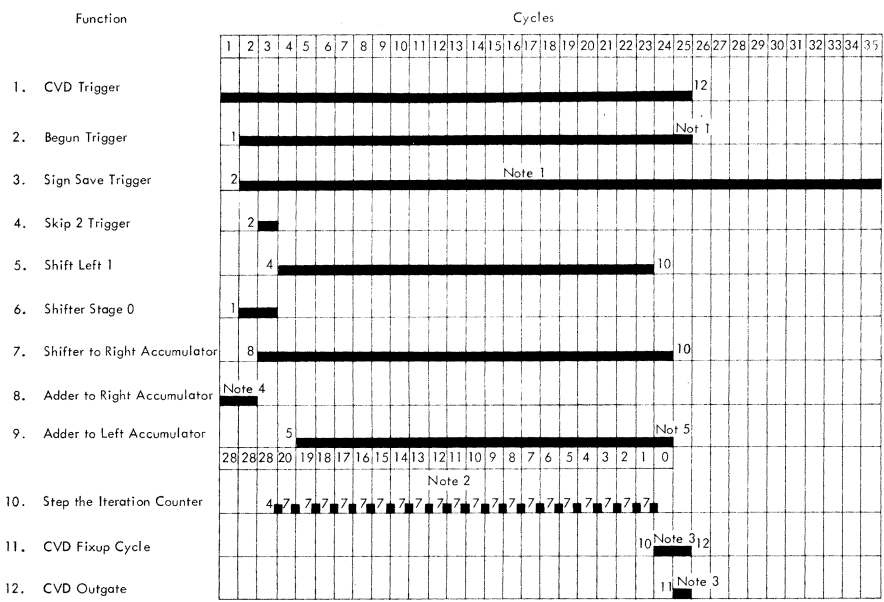 Function Cycles
1 2 3 4 5 6 7 8 9 10 11 12 13 14 15 16 17 18 19 20 21 22 23 24 25 26 27 28 29 30 31 32 33 34 35
1. CVD Trigger 12
2. Begun Trigger 1 Not 1
3. Sign Save Trigger 2 Note 1
4. Skip 2 Trigger 2
5. Shift Left 1 4 10
6. Shifter Stage 0 1
7. Shifter to Right Accumulator 8 10
8. Adder to Right Accumulator Note 4
9. Adder to Left Accumulator 5 Not 5
28 28 28 20 19 18 17 16 15 14 13 12 11 10 9 8 7 6 5 4 3 2 1 0
Note 2
10. Step the Iteration Counter 4 7 7 7 7 7 7 7 7 7 7 7 7 7 7 7 7 7 7 7 7
11. CVD Fixup Cycle 10 Note 3 12
12. CVD Outgate 11 Note 3